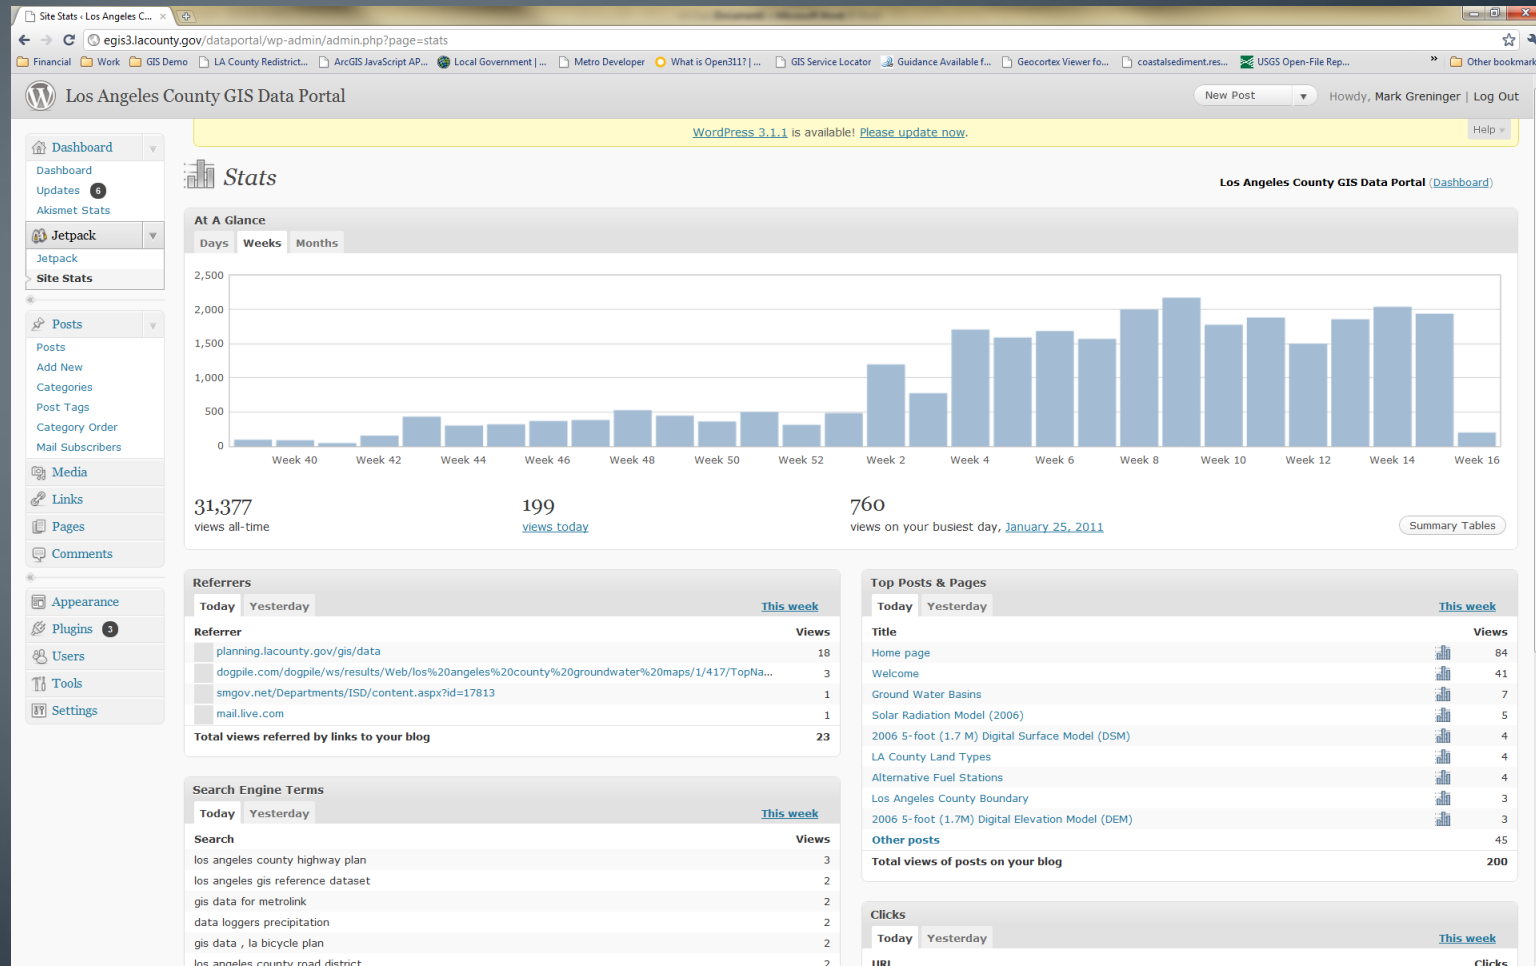 Site Stats ‹ Los Angeles C...
egis3.lacounty.gov/dataportal/wp-admin/admin.php?page=stats
Financial Work GIS Demo LA County Redistrict... ArcGIS JavaScript AP... Local Government | ... Metro Developer What is Open311? | ... GIS Service Locator Guidance Available f... Geocortex Viewer fo... coastalsediment.res... USGS Open-File Rep... » Other bookmark
Los Angeles County GIS Data Portal
New Post
Howdy, Mark Greninger | Log Out
WordPress 3.1.1 is available! Please update now.
Help
Dashboard
Dashboard
Updates 6
Akismet Stats
Jetpack
Jetpack
Site Stats
Posts
Posts
Add New
Categories
Post Tags
Category Order
Mail Subscribers
Media
Links
Pages
Comments
Appearance
Plugins 3
Users
Tools
Settings
Stats
Los Angeles County GIS Data Portal (Dashboard)
At A Glance
Days Weeks Months
2,500
2,000
1,500
1,000
500
0
Week 40 Week 42 Week 44 Week 46 Week 48 Week 50 Week 52 Week 2 Week 4 Week 6 Week 8 Week 10 Week 12 Week 14 Week 16
31,377
views all-time
199
views today
760
views on your busiest day, January 25, 2011
Summary Tables
Referrers
Today Yesterday This week
Referrer Views
planning.lacounty.gov/gis/data 18
dogpile.com/dogpile/ws/results/Web/los%20angeles%20county%20groundwater%20maps/1/417/TopNa... 3
smgov.net/Departments/ISD/content.aspx?id=17813 1
mail.live.com 1
Total views referred by links to your blog 23
Search Engine Terms
Today Yesterday This week
Search Views
los angeles county highway plan 3
los angeles gis reference dataset 2
gis data for metrolink 2
data loggers precipitation 2
gis data , la bicycle plan 2
los angeles county road district 2
Top Posts & Pages
Today Yesterday This week
Title Views
Home page 84
Welcome 41
Ground Water Basins 7
Solar Radiation Model (2006) 5
2006 5-foot (1.7 M) Digital Surface Model (DSM) 4
LA County Land Types 4
Alternative Fuel Stations 4
Los Angeles County Boundary 3
2006 5-foot (1.7M) Digital Elevation Model (DEM) 3
Other posts 45
Total views of posts on your blog 200
Clicks
Today Yesterday This week
URL Clicks